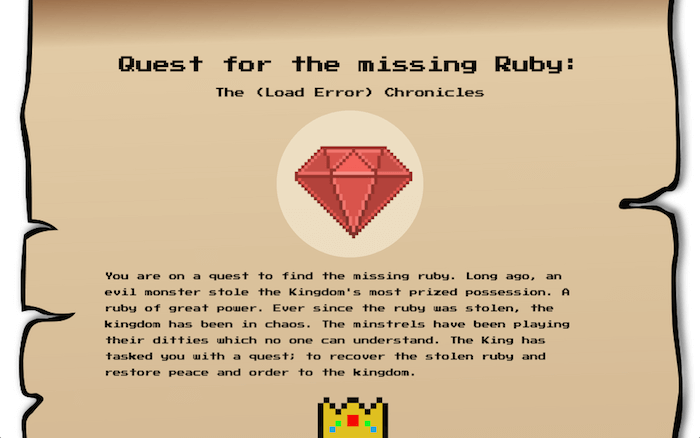 Quest for the missing Ruby:
The (Load Error) Chronicles
You are on a quest to find the missing ruby. Long ago, an
evil monster stole the Kingdom's most prized possession. A
ruby of great power. Ever since the ruby was stolen, the
kingdom has been in chaos. The minstrels have been playing
their ditties which no one can understand. The King has
tasked you with a quest; to recover the stolen ruby and
restore peace and order to the kingdom.